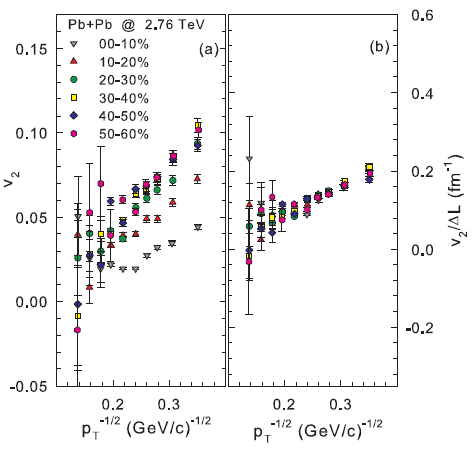 Pb+Pb @ 2.76 TeV
(a)
00-10%
10-20%
20-30%
30-40%
40-50%
50-60%
0.15
0.10
0.05
0.00
-0.05
v2
0.2
0.3
pT^-1/2 (GeV/c)^-1/2
(b)
0.6
0.4
0.2
0.0
-0.2
v2/ΔL (fm^-1)
0.2
0.3
pT^-1/2 (GeV/c)^-1/2